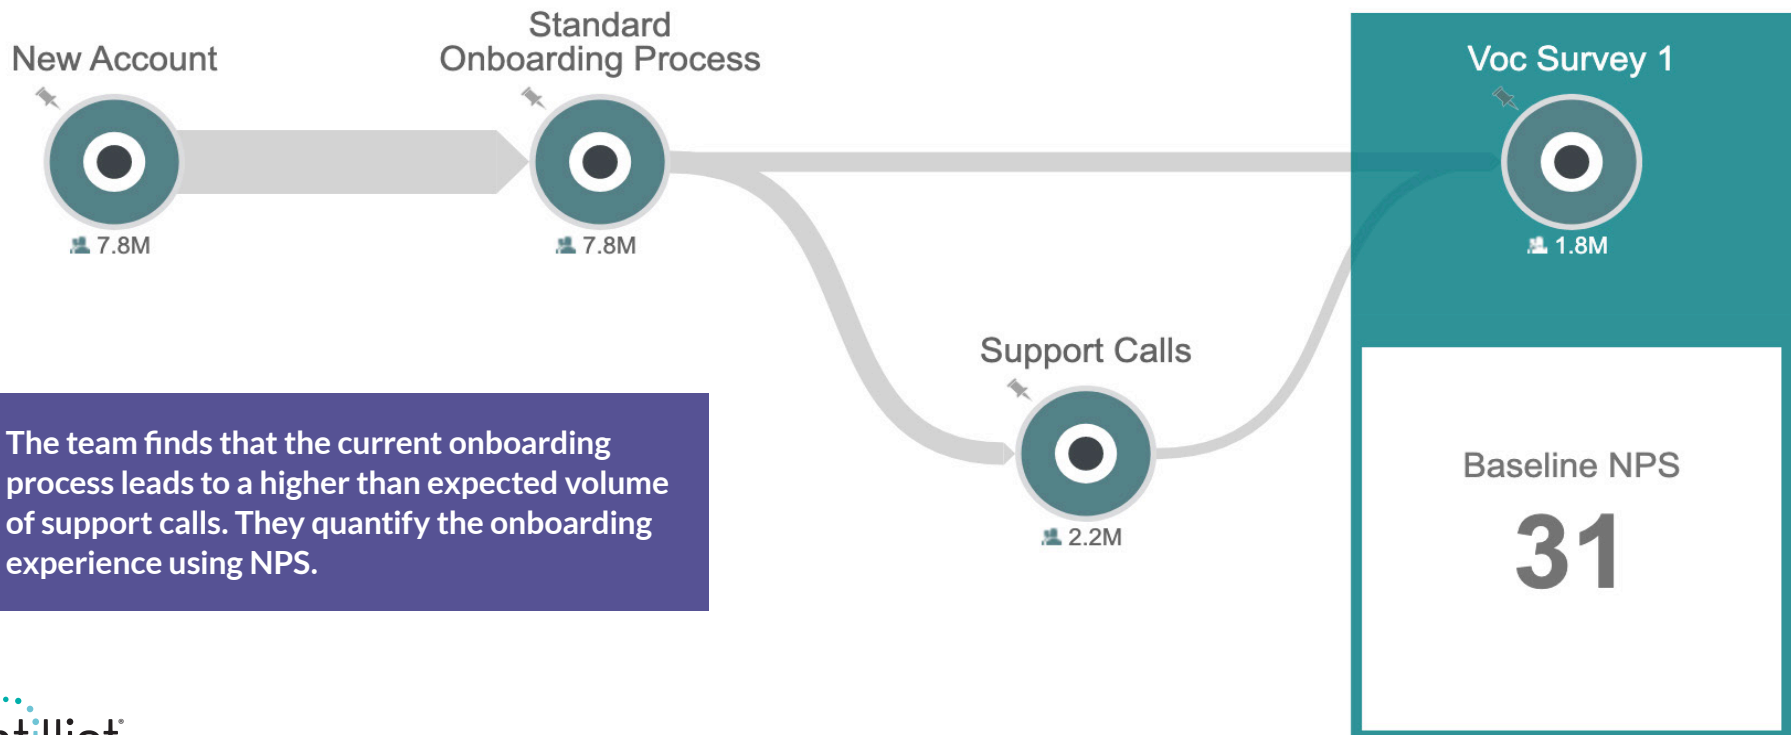 New Account
Standard
Onboarding Process
Voc Survey 1
7.8M
7.8M
1.8M
Support Calls
2.2M
The team finds that the current onboarding
process leads to a higher than expected volume
of support calls. They quantify the onboarding
experience using NPS.
Baseline NPS
31